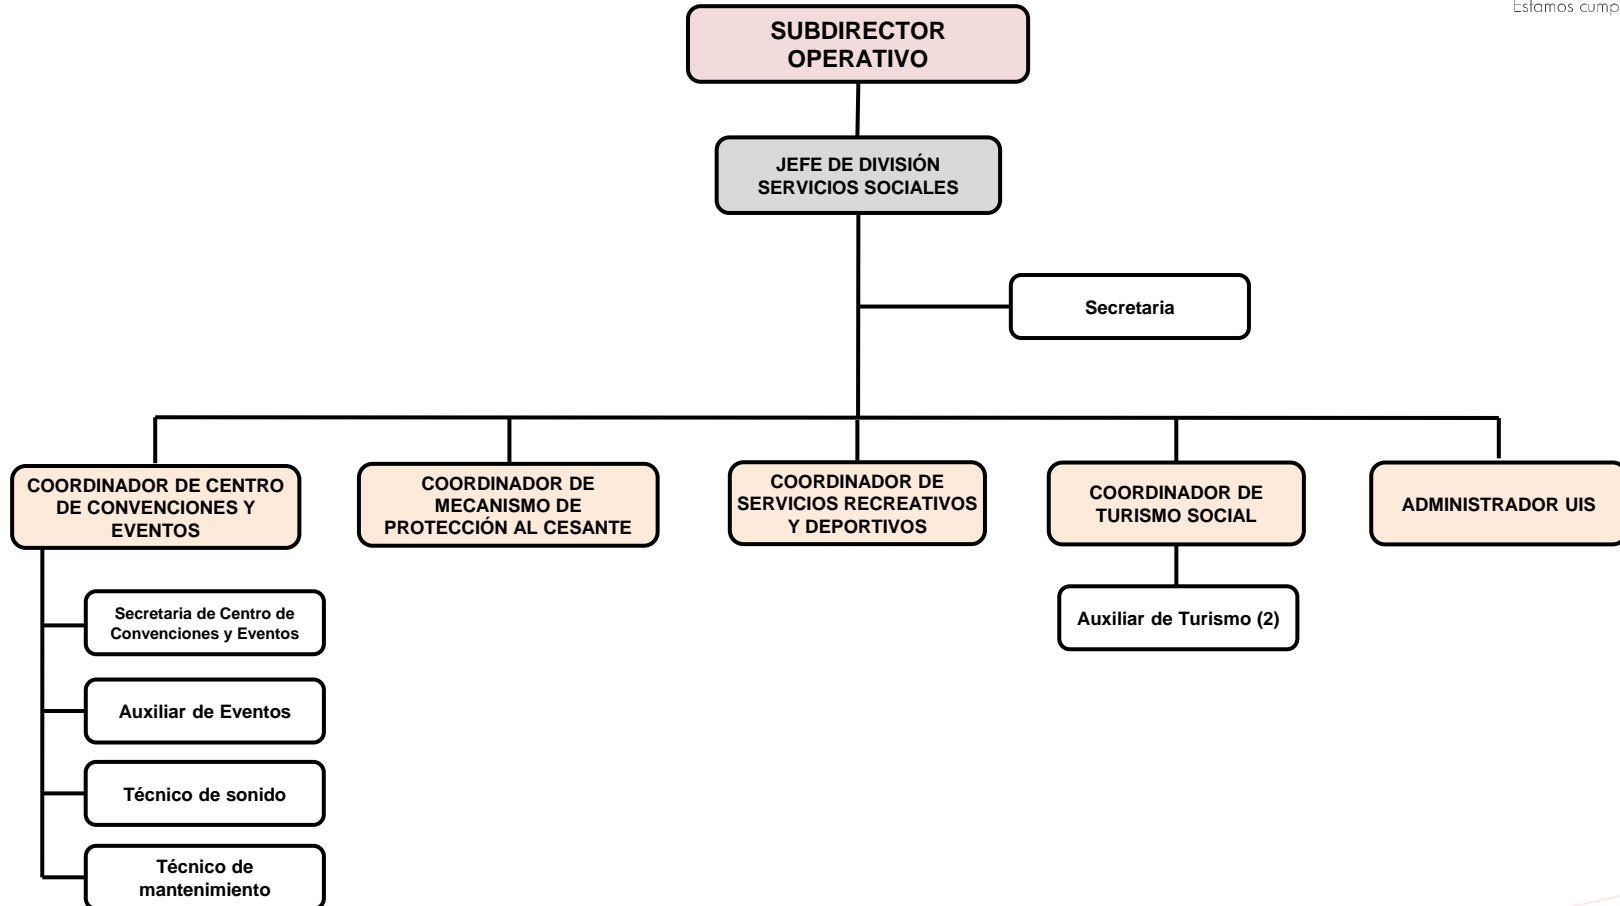 Estamos cump
SUBDIRECTOR
OPERATIVO
JEFE DE DIVISIÓN
SERVICIOS SOCIALES
Secretaria
COORDINADOR DE CENTRO
DE CONVENCIONES Y
EVENTOS
COORDINADOR DE
MECANISMO DE
PROTECCIÓN AL CESANTE
COORDINADOR DE
SERVICIOS RECREATIVOS
Y DEPORTIVOS
COORDINADOR DE
TURISMO SOCIAL
ADMINISTRADOR UIS
Secretaria de Centro de
Convenciones y Eventos
Auxiliar de Eventos
Técnico de sonido
Técnico de
mantenimiento
Auxiliar de Turismo (2)